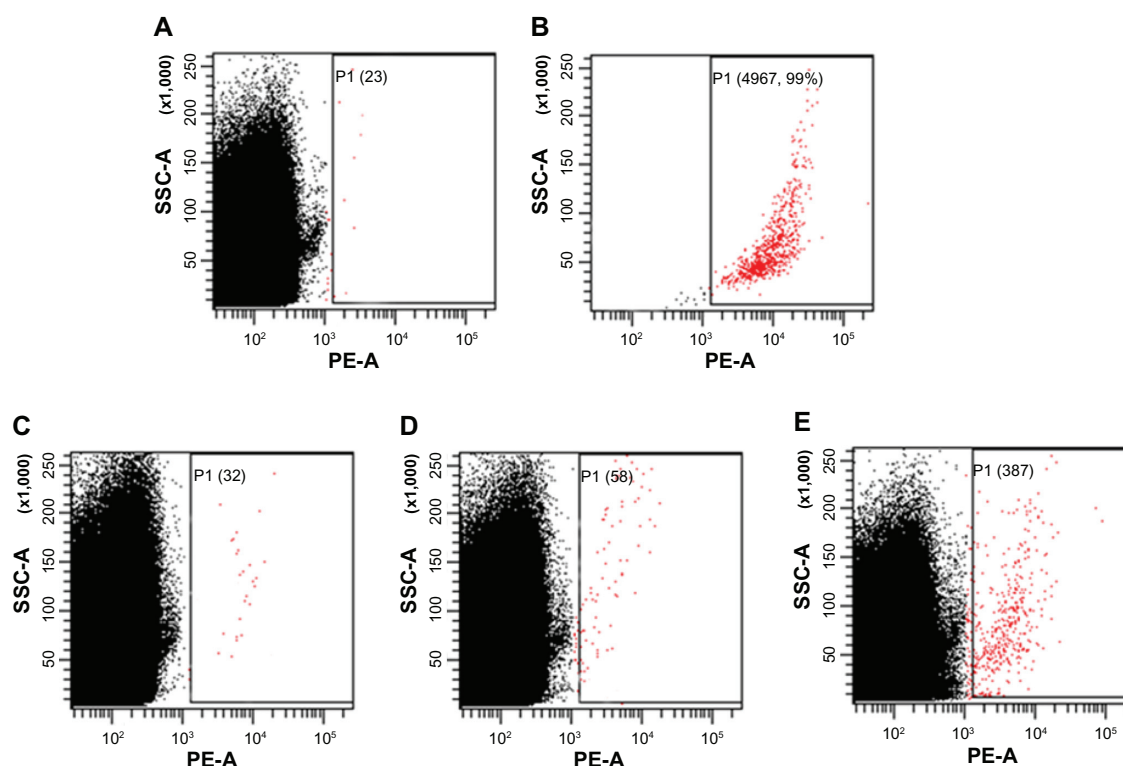 A
(x1,000)
SSC-A
250
200
150
100
50
P1 (23)
10²
10³
10⁴
10⁵
PE-A
B
(x1,000)
SSC-A
250
200
150
100
50
P1 (4967, 99%)
10²
10³
10⁴
10⁵
PE-A
C
(x1,000)
SSC-A
250
200
150
100
50
P1 (32)
10²
10³
10⁴
10⁵
PE-A
D
(x1,000)
SSC-A
250
200
150
100
50
P1 (58)
10²
10³
10⁴
10⁵
PE-A
E
(x1,000)
SSC-A
250
200
150
100
50
P1 (387)
10²
10³
10⁴
10⁵
PE-A